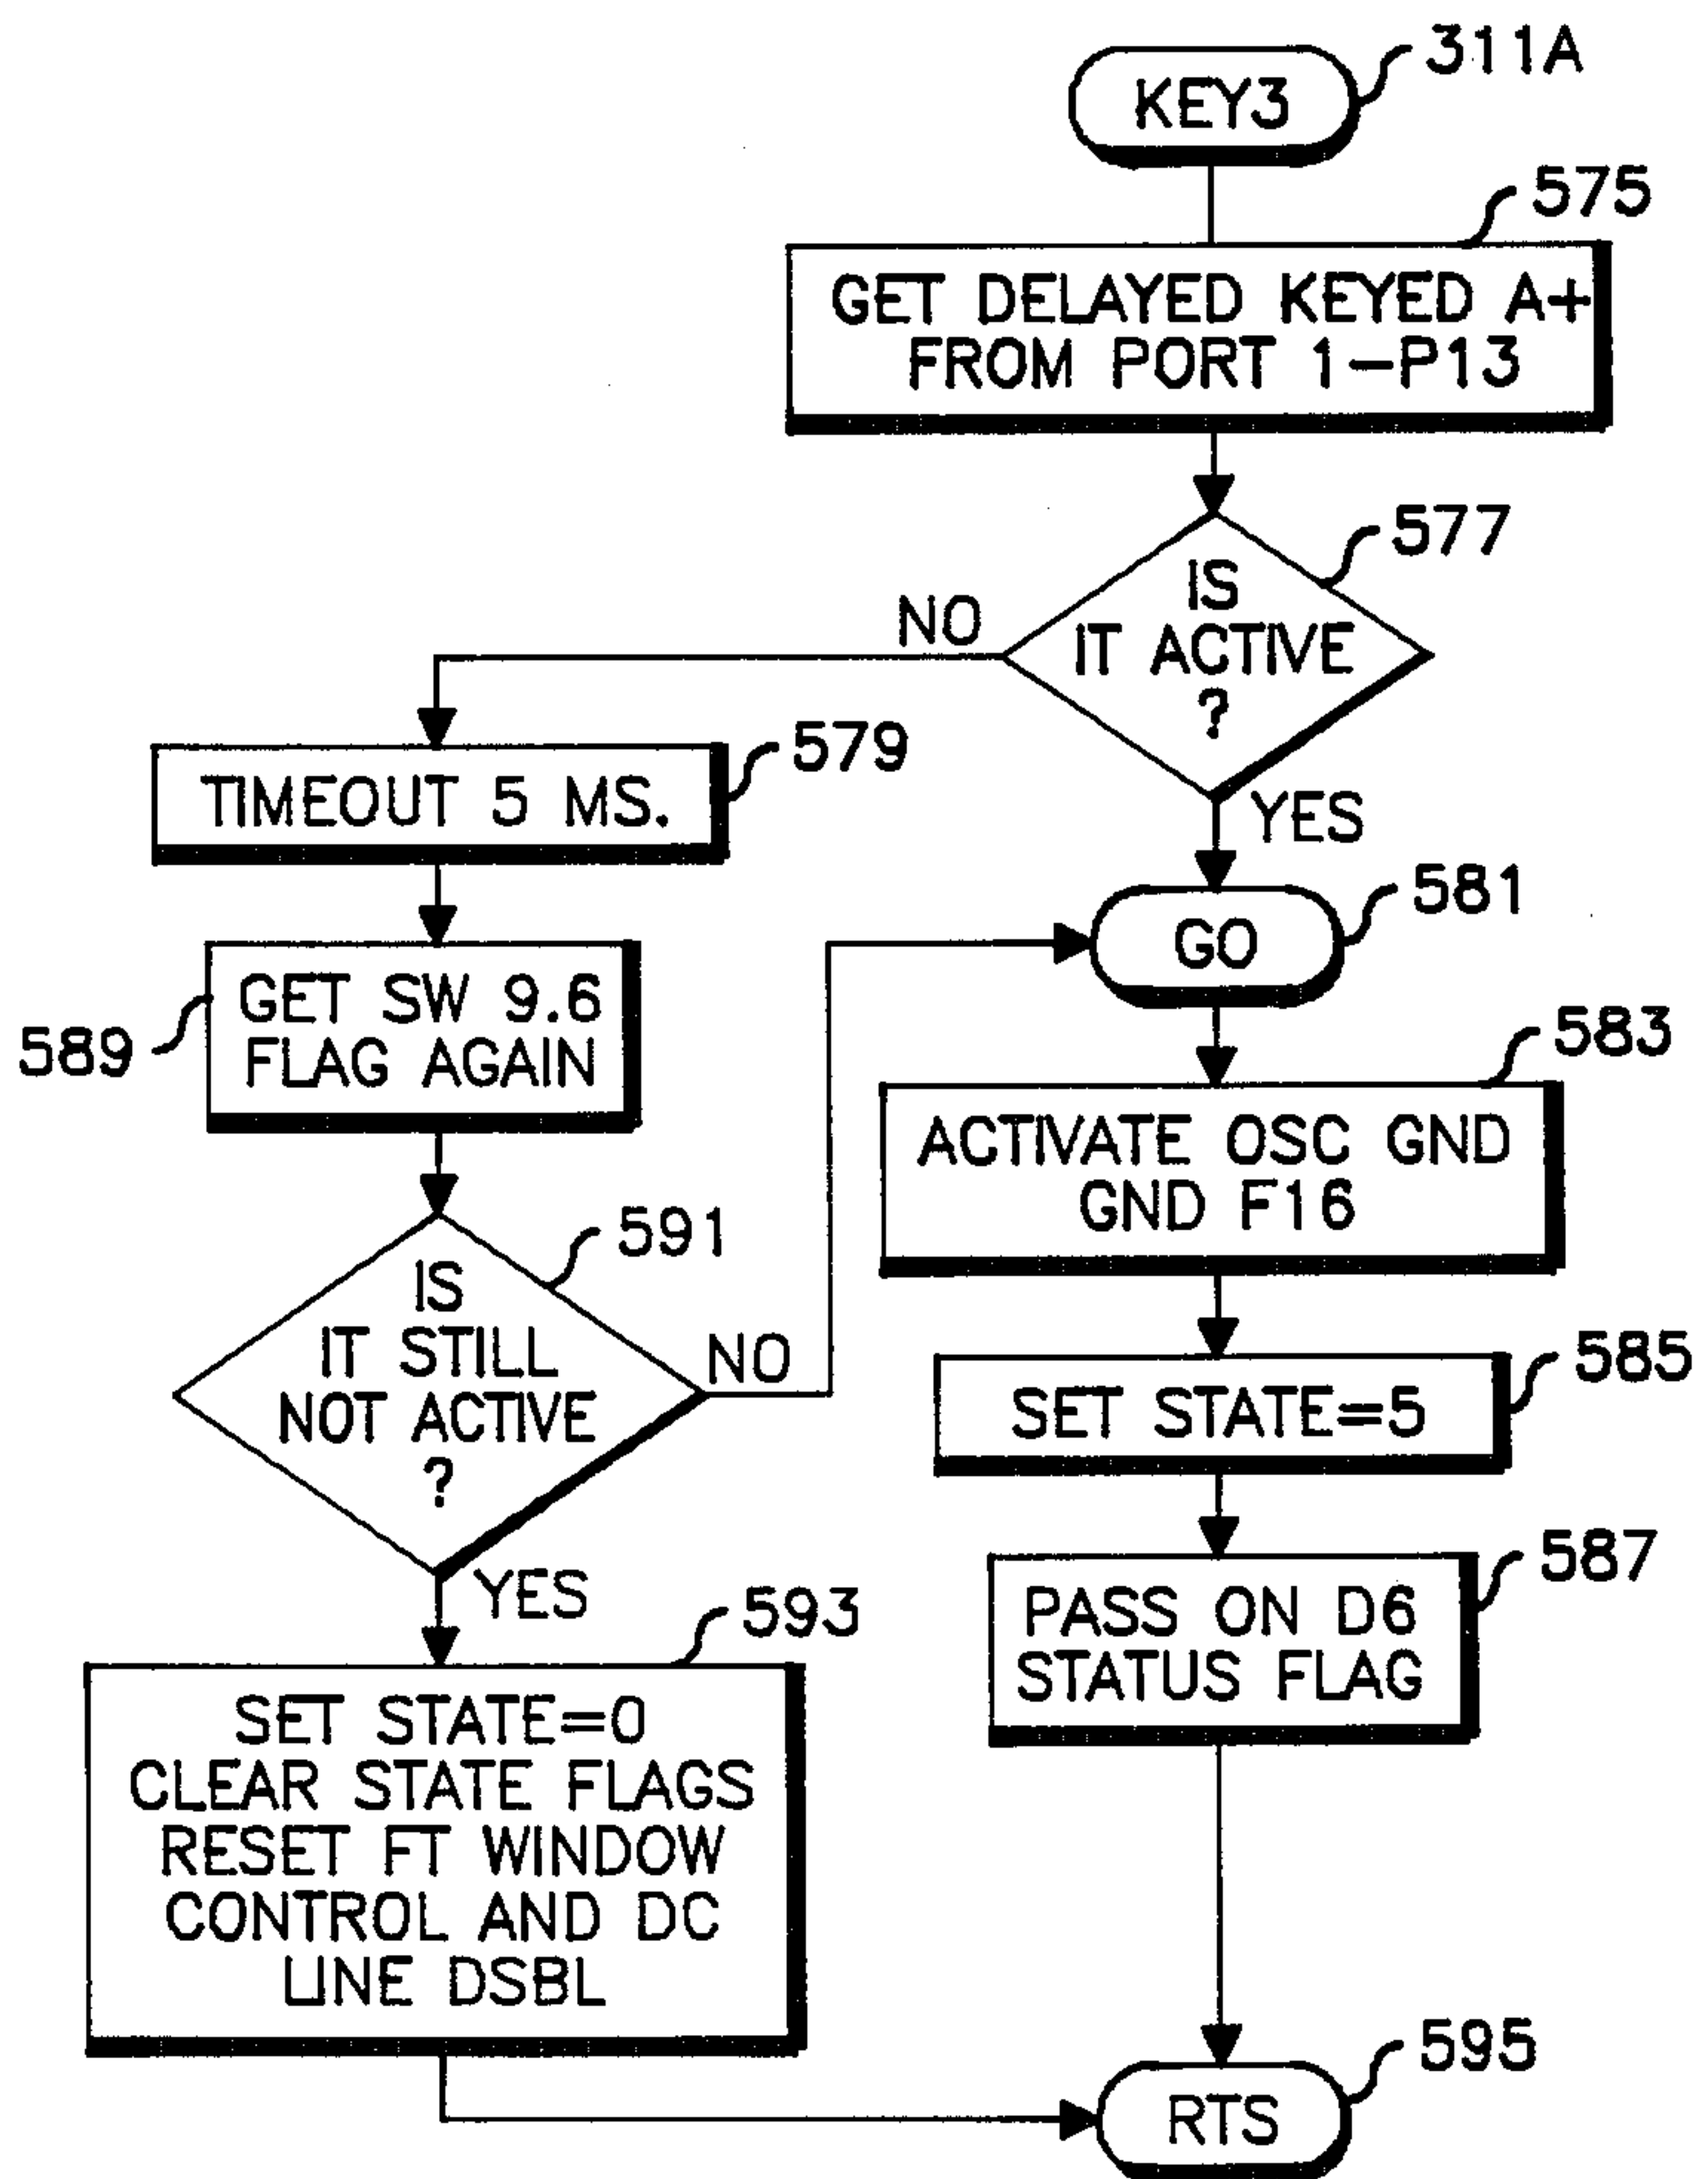 311A
KEY3
575
GET DELAYED KEYED A+
FROM PORT 1-P13
577
IS
IT ACTIVE
?
NO
YES
579
TIMEOUT 5 MS.
581
GO
589
GET SW 9.6
FLAG AGAIN
583
ACTIVATE OSC GND
GND F16
591
IS
IT STILL
NOT ACTIVE
?
NO
YES
585
SET STATE=5
587
PASS ON D6
STATUS FLAG
593
SET STATE=0
CLEAR STATE FLAGS
RESET FT WINDOW
CONTROL AND DC
LINE DSBL
595
RTS